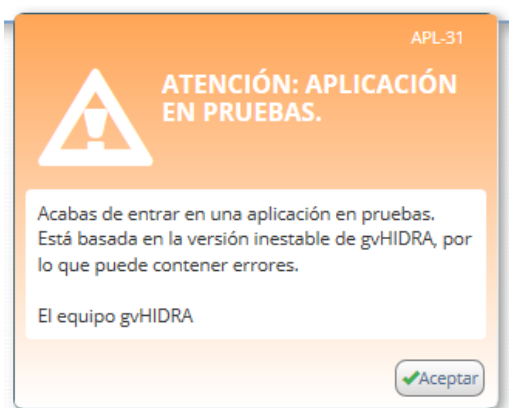 APL-31
ATENCIÓN: APLICACIÓN
EN PRUEBAS.
Acabas de entrar en una aplicación en pruebas.
Está basada en la versión inestable de gvHIDRA, por
lo que puede contener errores.
El equipo gvHIDRA
Aceptar